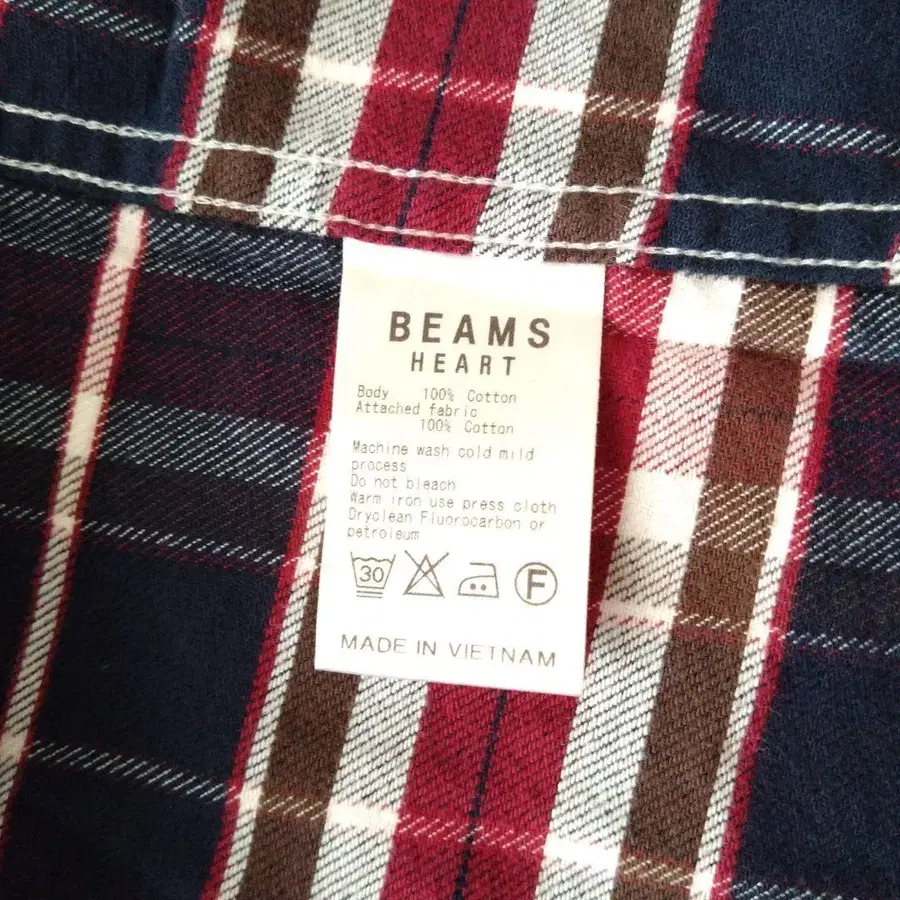 BEAMS
HEART
Body 100% Cotton
Attached fabric
100% Cotton
Machine wash cold mild
process
Do not bleach
Warm iron use press cloth
Dryclean Fluorocarbon or
petroleum
30
F
MADE IN VIETNAM